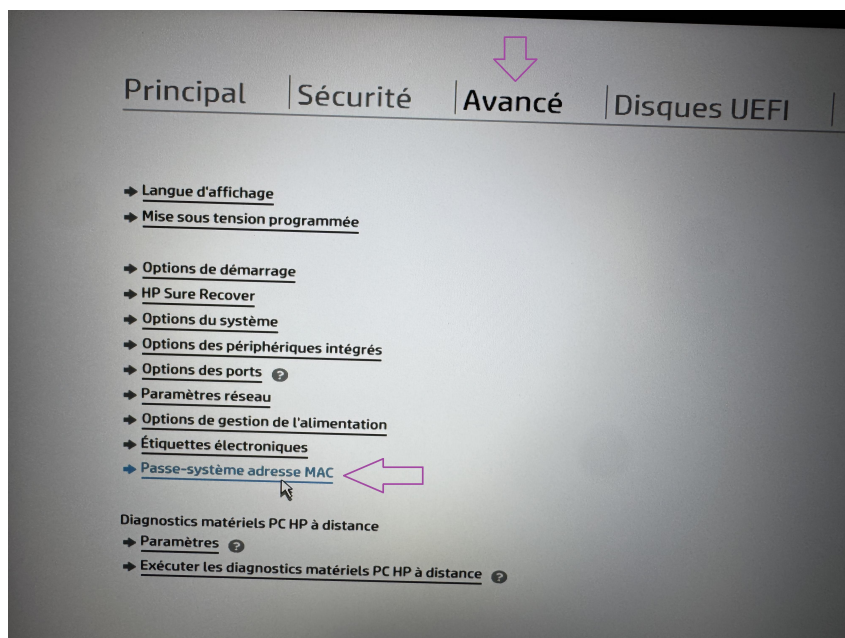 Principal
Sécurité
Avancé
Disques UEFI
Langue d'affichage
Mise sous tension programmée
Options de démarrage
HP Sure Recover
Options du système
Options des périphériques intégrés
Options des ports ?
Paramètres réseau
Options de gestion de l'alimentation
Étiquettes électroniques
Passe-système adresse MAC
Diagnostics matériels PC HP à distance
Paramètres ?
Exécuter les diagnostics matériels PC HP à distance ?